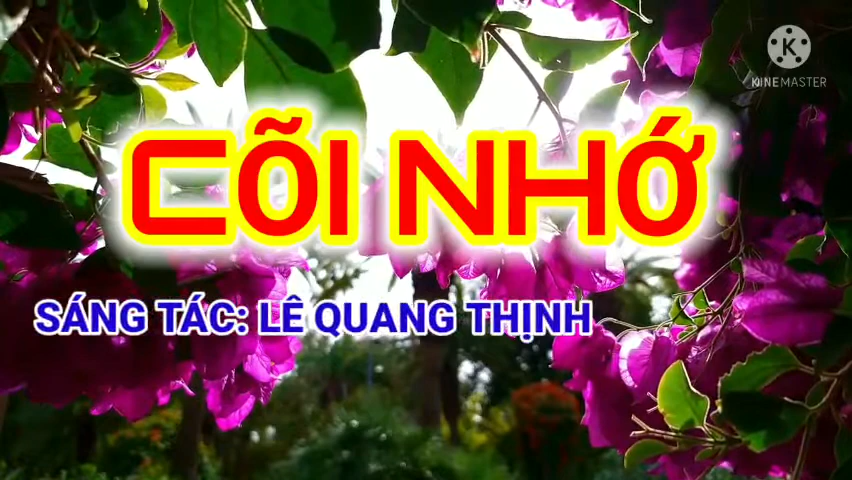 KINEMASTER
CÕI NHỚ
SÁNG TÁC: LÊ QUANG THỊNH